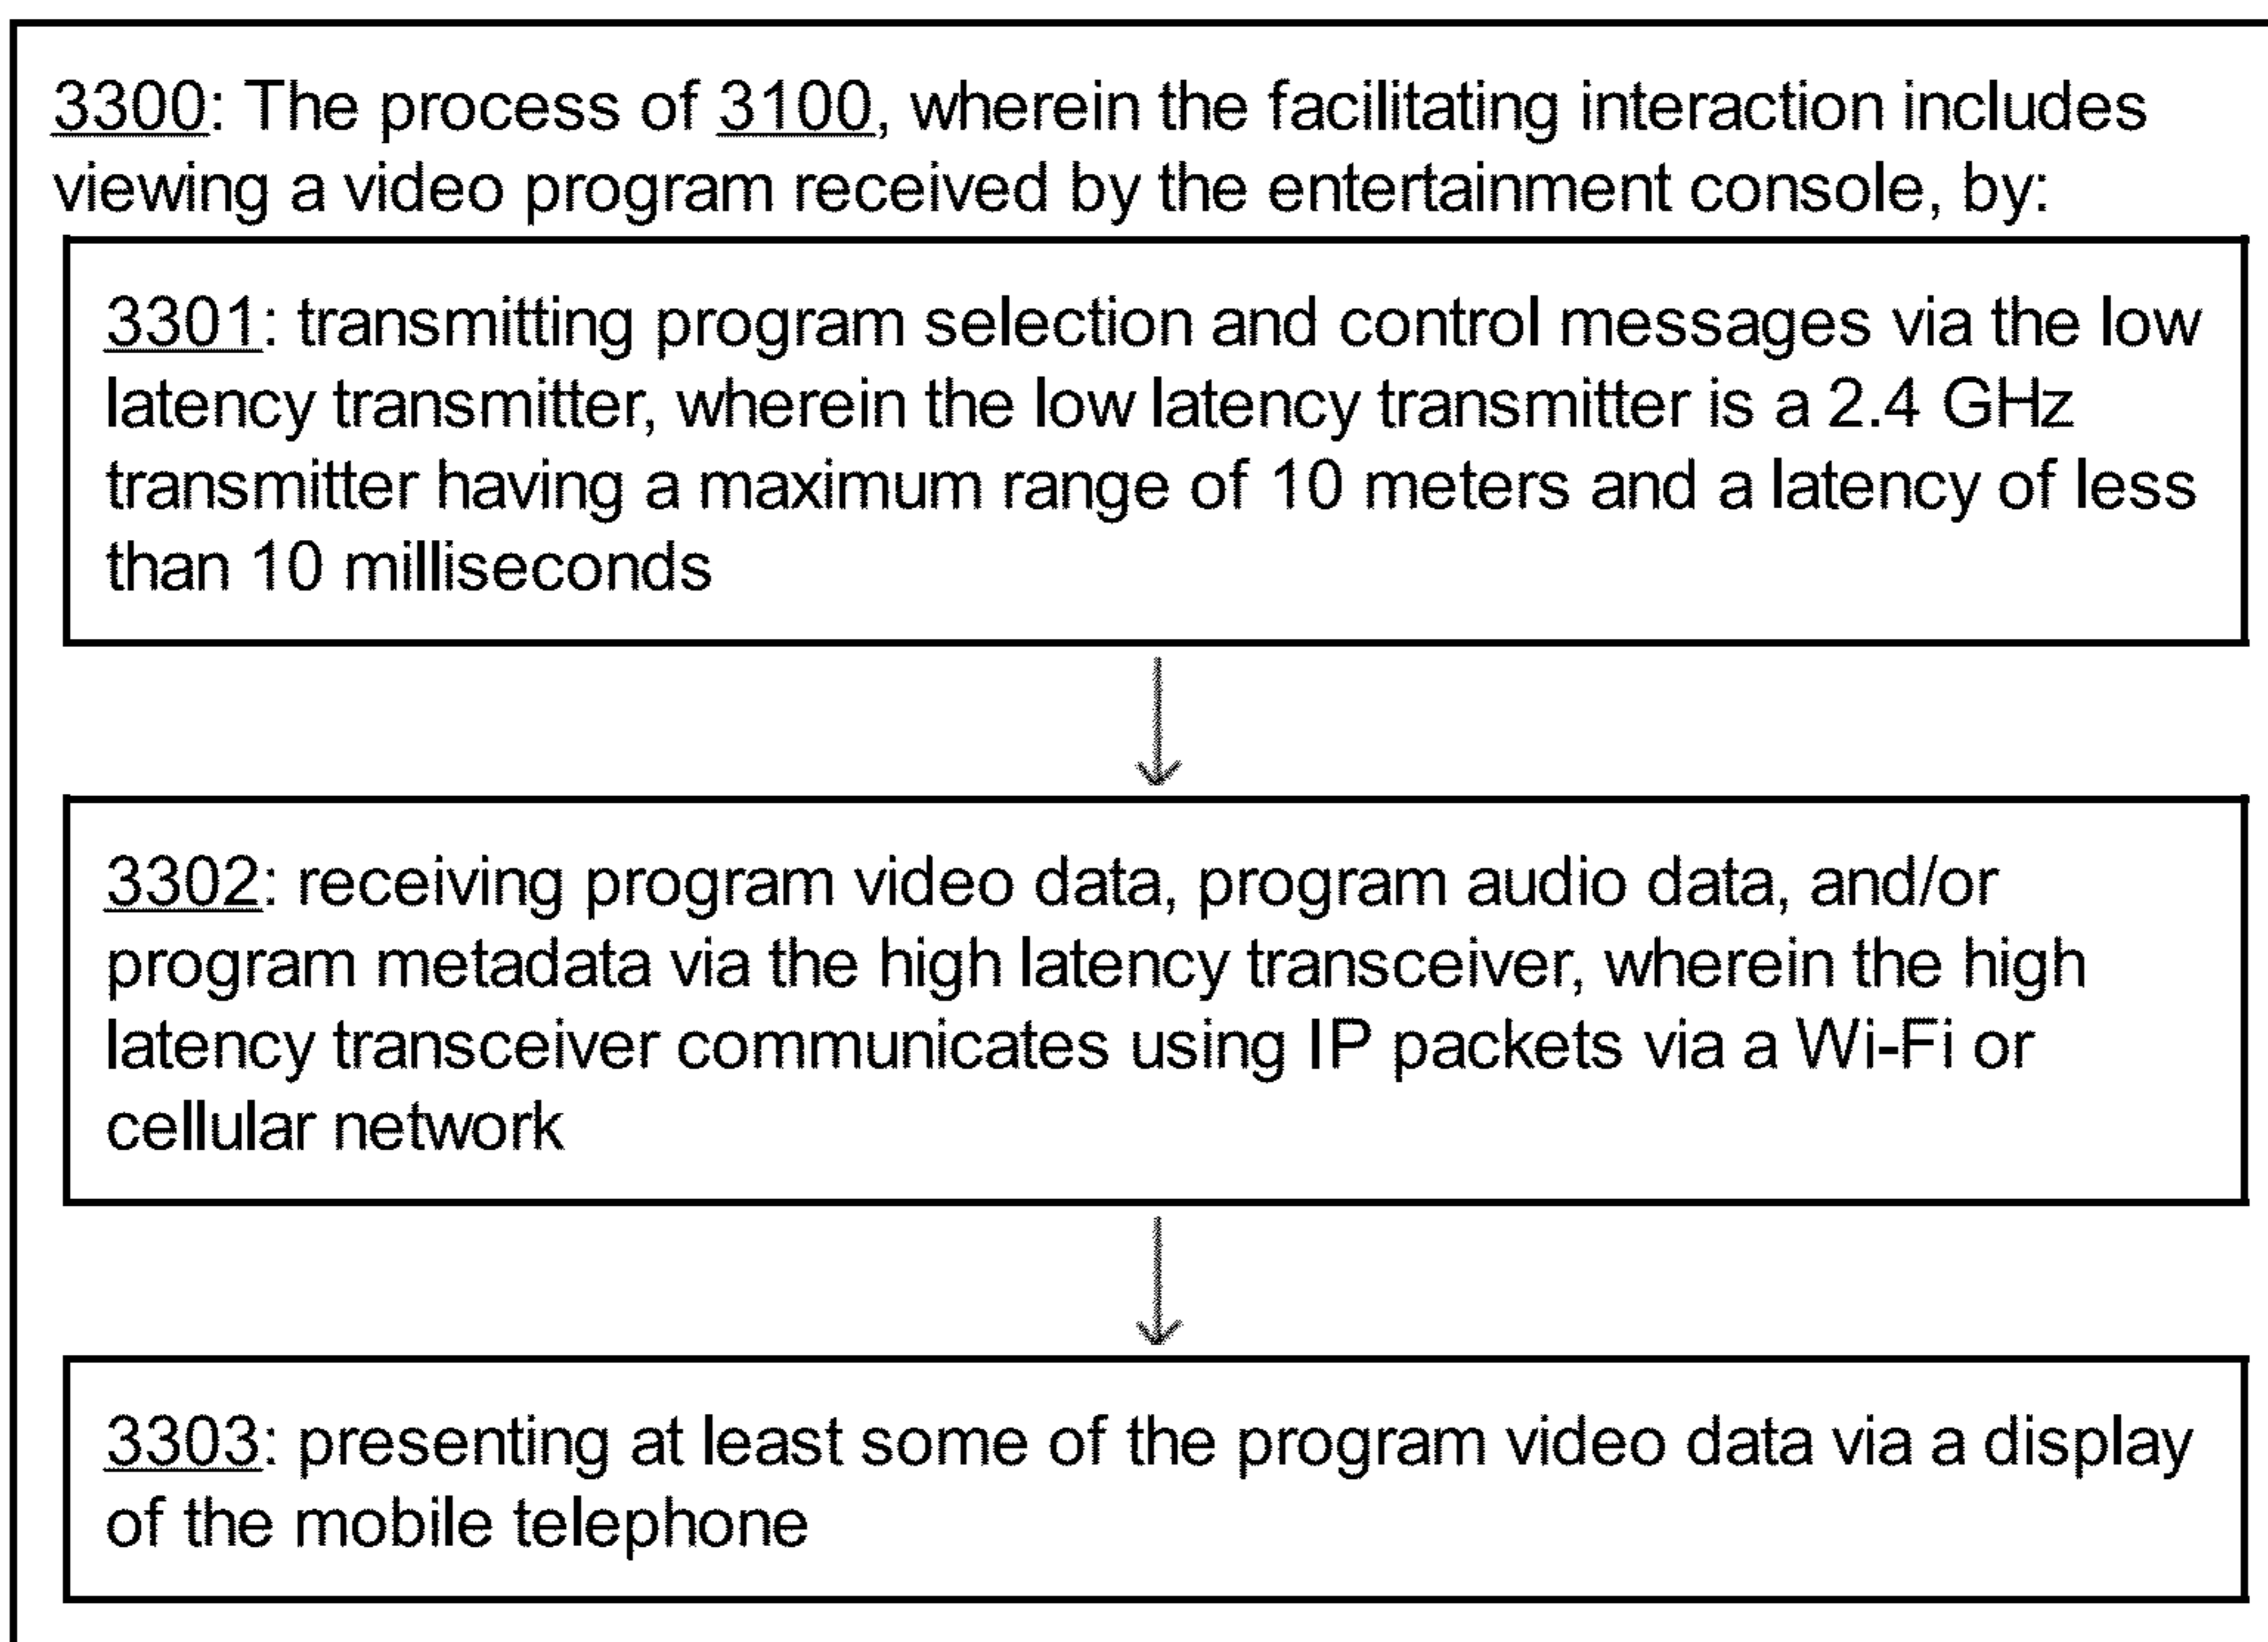 3300: The process of 3100, wherein the facilitating interaction includes
viewing a video program received by the entertainment console, by:
3301: transmitting program selection and control messages via the low
latency transmitter, wherein the low latency transmitter is a 2.4 GHz
transmitter having a maximum range of 10 meters and a latency of less
than 10 milliseconds
3302: receiving program video data, program audio data, and/or
program metadata via the high latency transceiver, wherein the high
latency transceiver communicates using IP packets via a Wi-Fi or
cellular network
3303: presenting at least some of the program video data via a display
of the mobile telephone